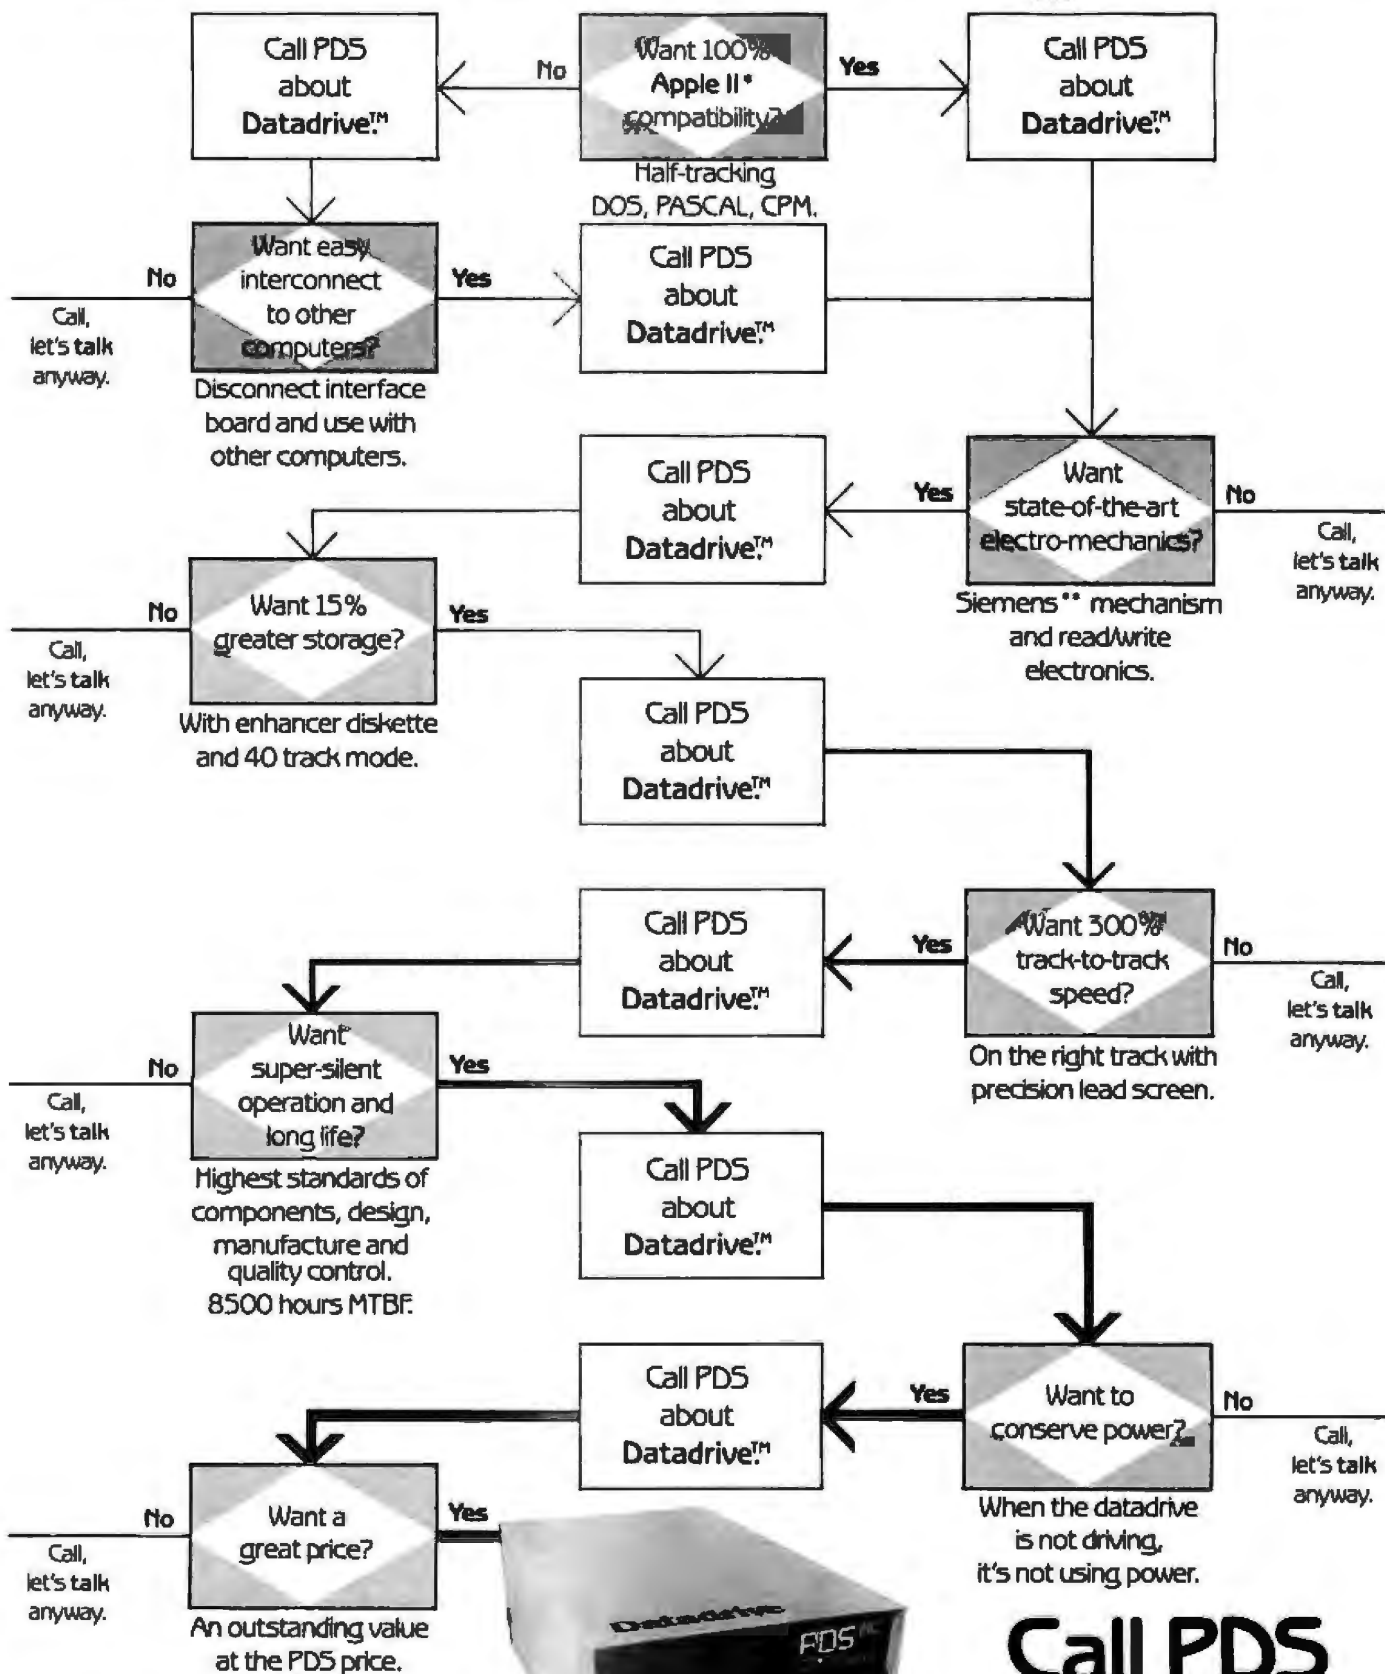 Call PDS
about
Datadrive.™
No
Want 100%
Apple II*
compatibility?
Yes
Call PDS
about
Datadrive.™
Half-tracking
DOS, PASCAL, CPM.
No
Call,
let's talk
anyway.
Want easy
interconnect
to other
computers?
Yes
Call PDS
about
Datadrive.™
Disconnect interface
board and use with
other computers.
Call PDS
about
Datadrive.™
Yes
Want
state-of-the-art
electro-mechanics?
No
Call,
let's talk
anyway.
Siemens** mechanism
and read/write
electronics.
No
Call,
let's talk
anyway.
Want 15%
greater storage?
Yes
With enhancer diskette
and 40 track mode.
Call PDS
about
Datadrive.™
Call PDS
about
Datadrive.™
Yes
Want 300%
track-to-track
speed?
No
Call,
let's talk
anyway.
On the right track with
precision lead screen.
No
Call,
let's talk
anyway.
Want
super-silent
operation and
long life?
Yes
Highest standards of
components, design,
manufacture and
quality control.
8500 hours MTBF.
Call PDS
about
Datadrive.™
Call PDS
about
Datadrive.™
Yes
Want to
conserve power?
No
Call,
let's talk
anyway.
When the datadrive
is not driving,
it's not using power.
No
Call,
let's talk
anyway.
Want a
great price?
Yes
An outstanding value
at the PDS price.
Datadrive
PDS
Call PDS